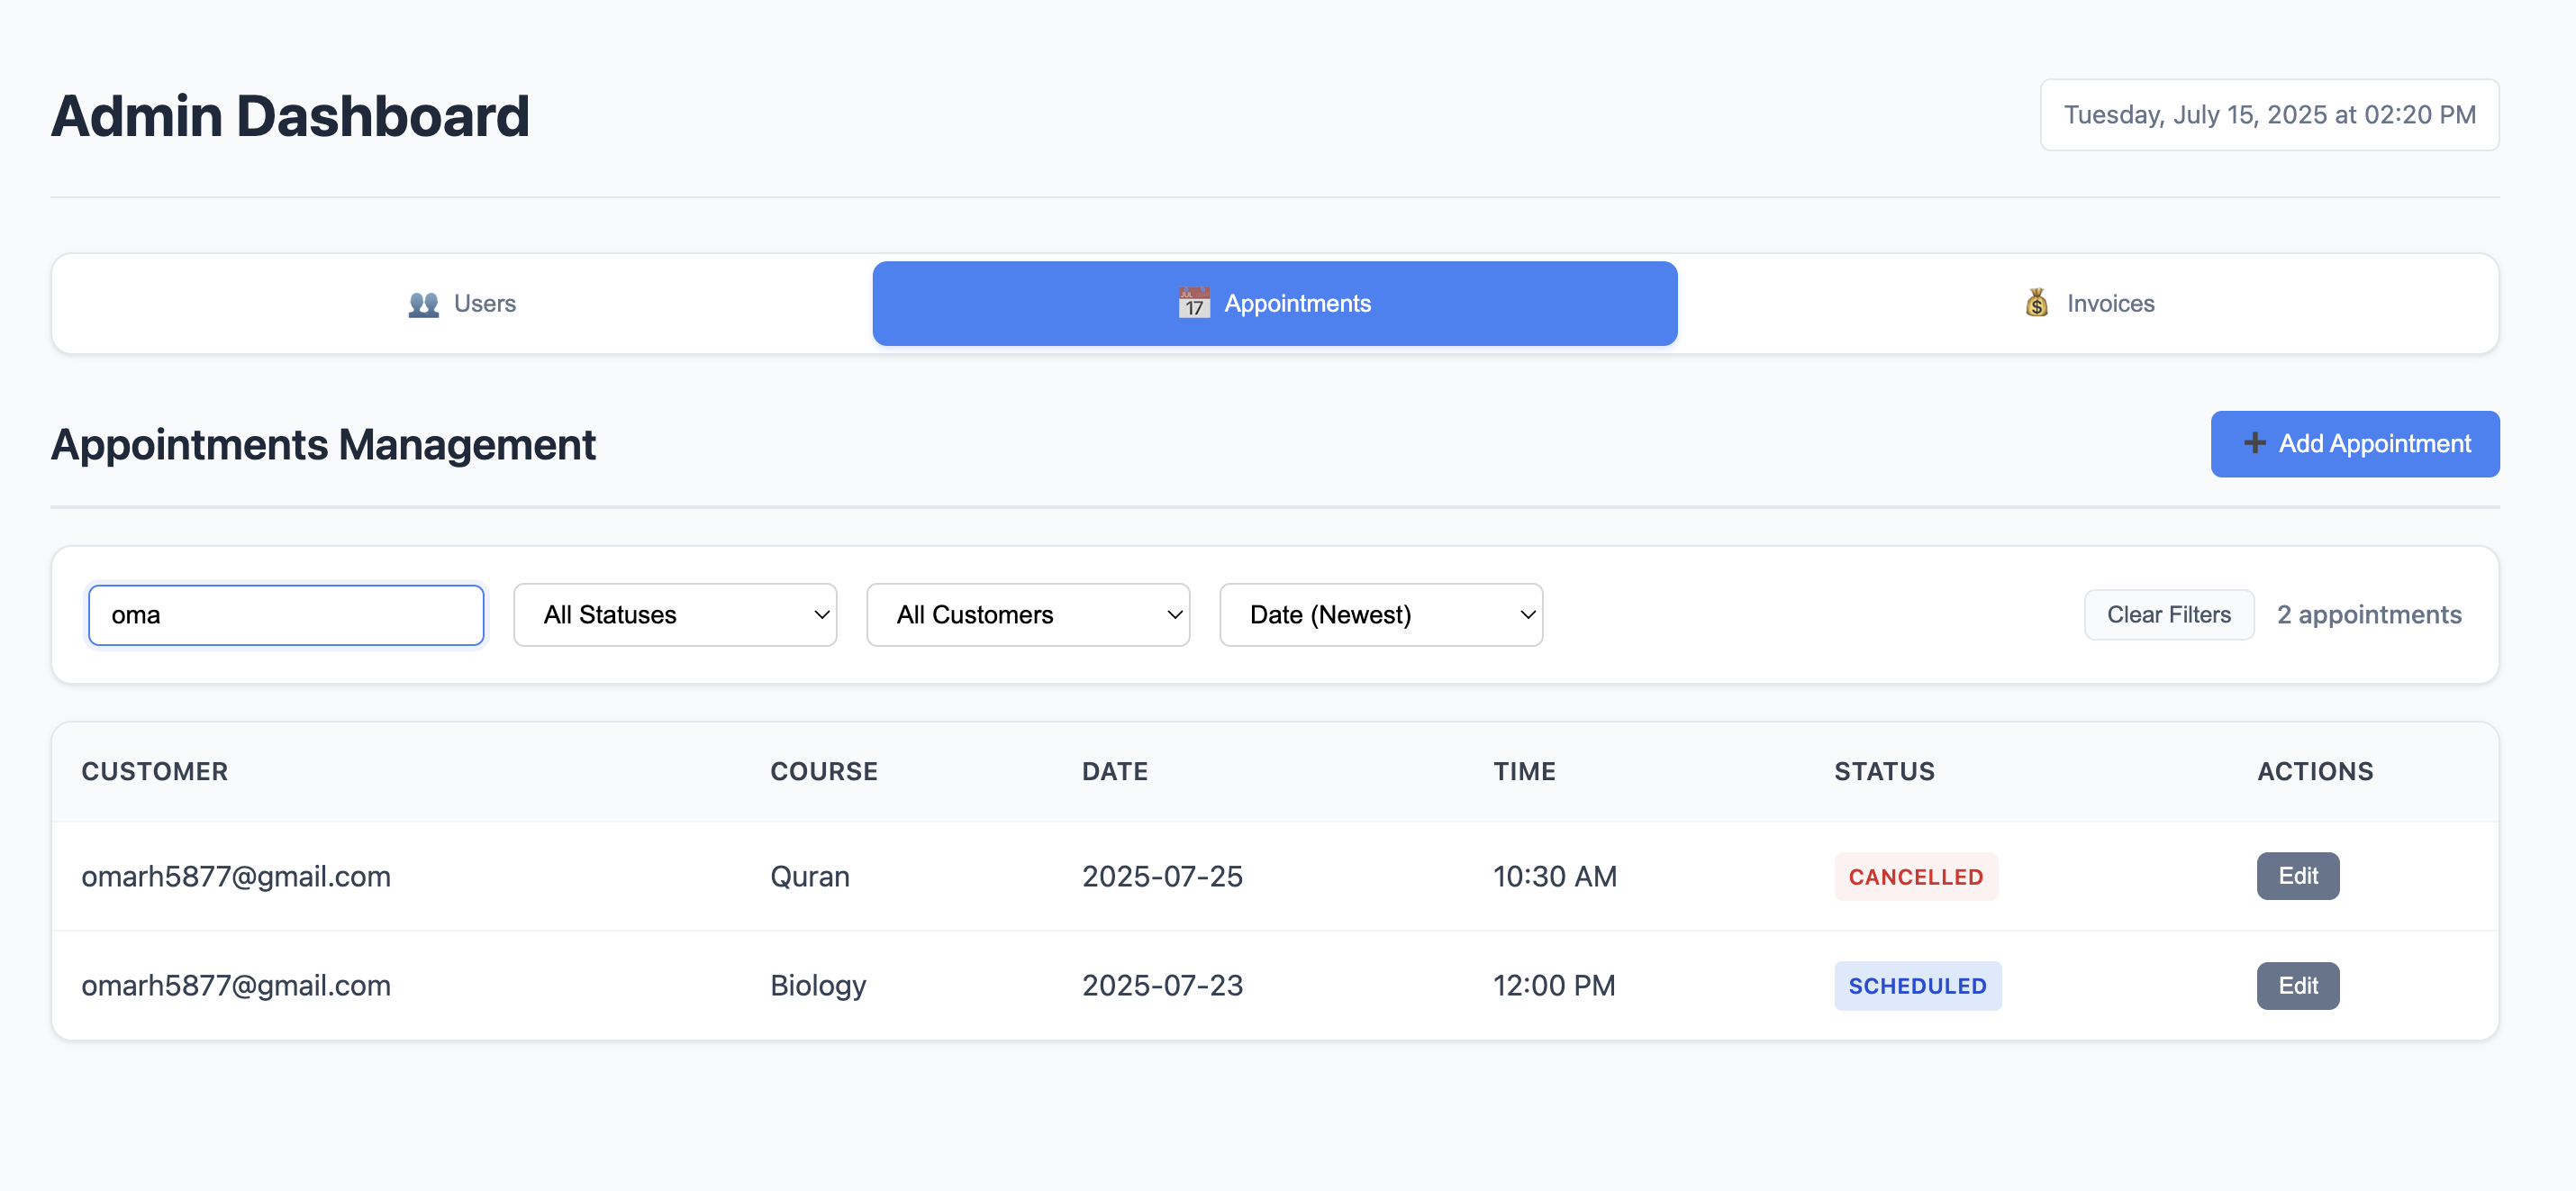 Admin Dashboard
Tuesday, July 15, 2025 at 02:20 PM
👥 Users
📅 Appointments
💰 Invoices
Appointments Management
➕ Add Appointment
oma
All Statuses
All Customers
Date (Newest)
Clear Filters
2 appointments
CUSTOMER COURSE DATE TIME STATUS ACTIONS
omarh5877@gmail.com Quran 2025-07-25 10:30 AM CANCELLED Edit
omarh5877@gmail.com Biology 2025-07-23 12:00 PM SCHEDULED Edit